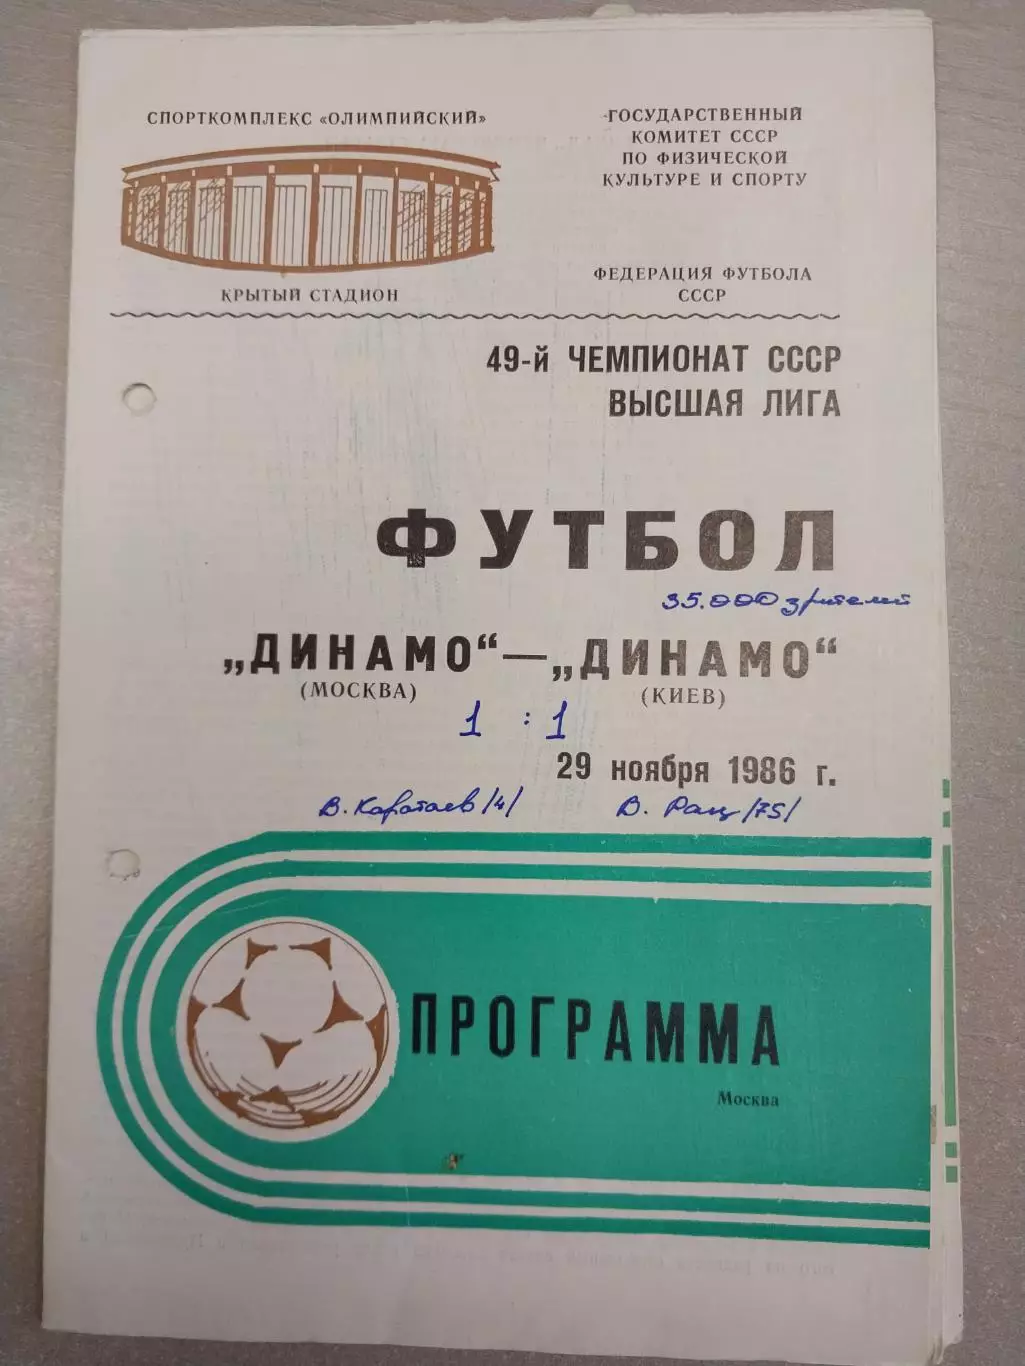 СПОРТКОМПЛЕКС «ОЛИМПИЙСКИЙ»
КРЫТЫЙ СТАДИОН
ГОСУДАРСТВЕННЫЙ
КОМИТЕТ СССР
ПО ФИЗИЧЕСКОЙ
КУЛЬТУРЕ И СПОРТУ
ФЕДЕРАЦИЯ ФУТБОЛА
СССР
49-й ЧЕМПИОНАТ СССР
ВЫСШАЯ ЛИГА
ФУТБОЛ
35.000 зрителей
„ДИНАМО“ — „ДИНАМО“
(МОСКВА) (КИЕВ)
1 : 1
29 ноября 1986 г.
В. Каратаев /4/ В. Рац /75/
ПРОГРАММА
Москва